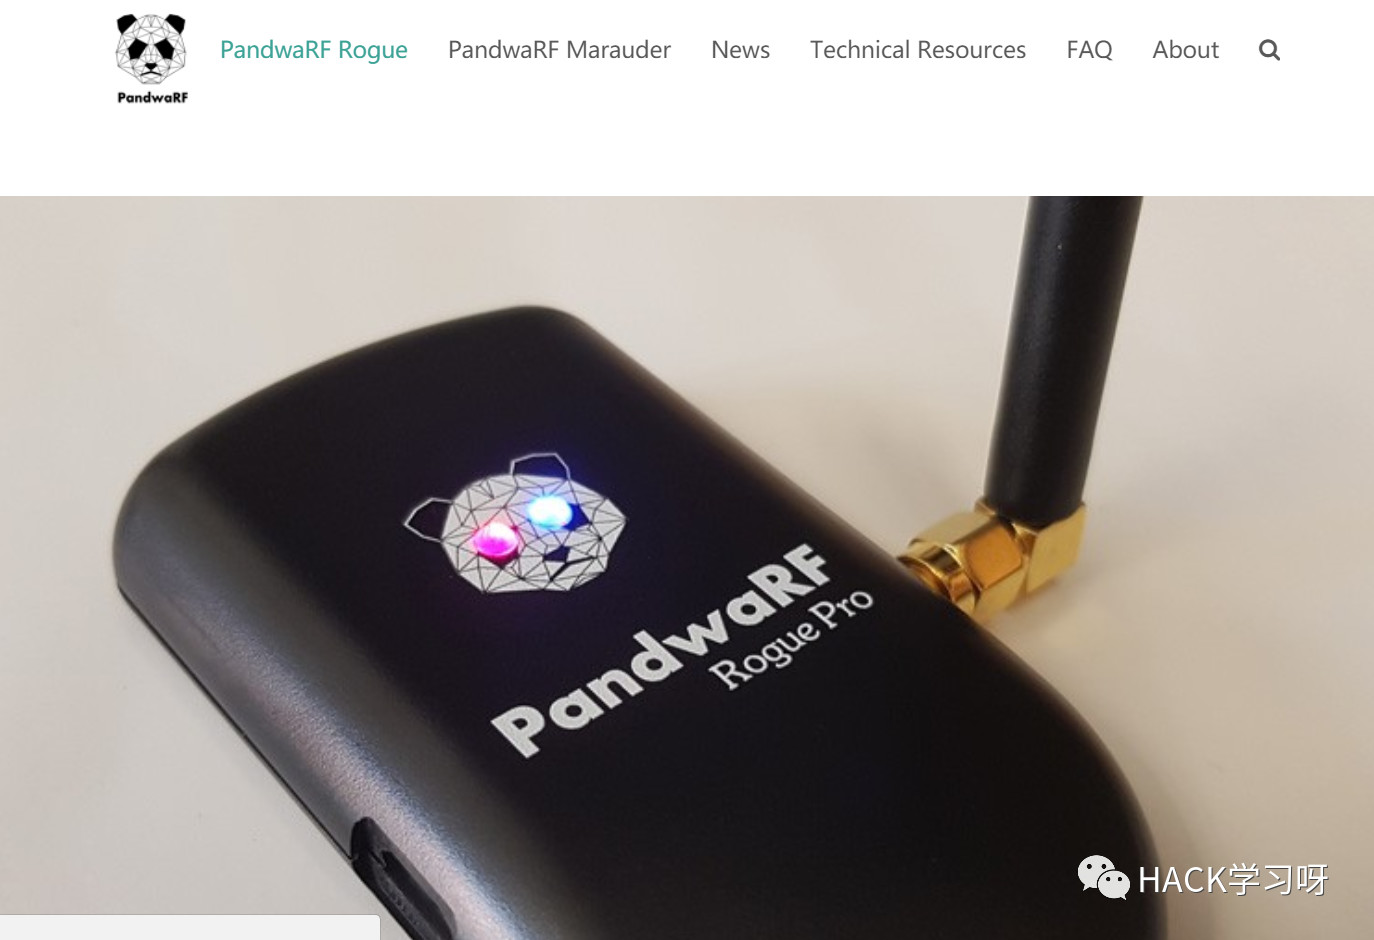 PandwaRF
PandwaRF Rogue
PandwaRF Marauder
News
Technical Resources
FAQ
About
PandwaRF
Rogue Pro
HACK学习呀